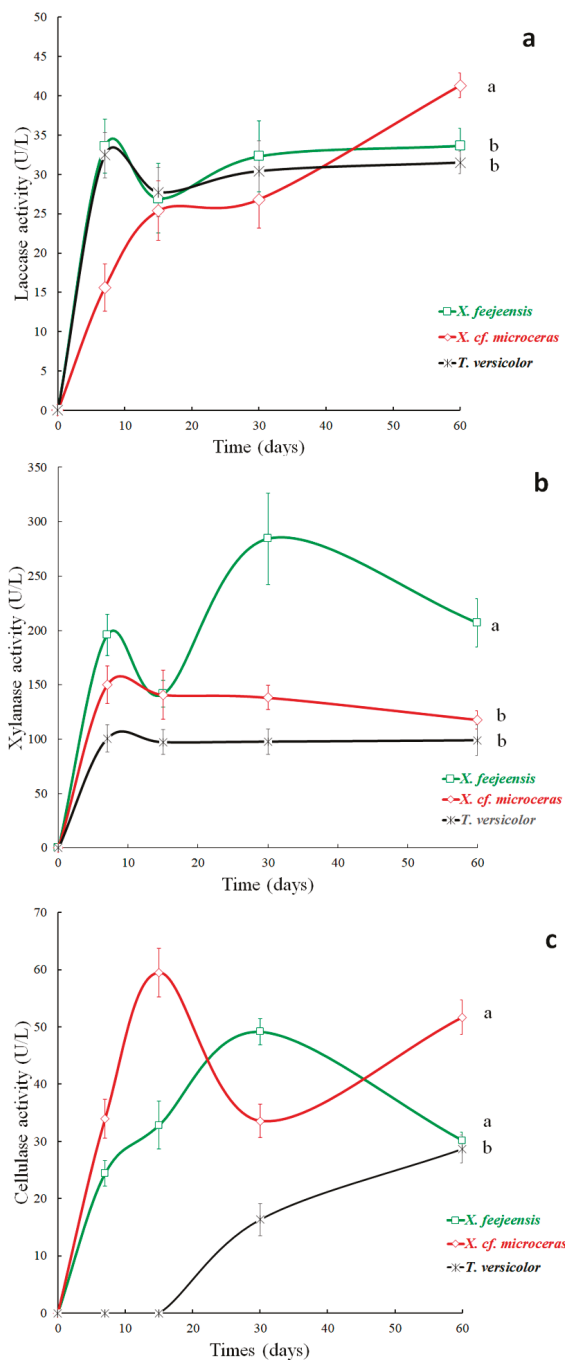 a
50
45
40
35
30
25
20
15
10
5
0
Laccase activity (U/L)
a
b
b
X. feejeensis
X. cf. microceras
T. versicolor
0 10 20 30 40 50 60
Time (days)
b
350
300
250
200
150
100
50
0
Xylanase activity (U/L)
a
b
b
X. feejeensis
X. cf. microceras
T. versicolor
0 10 20 30 40 50 60
Time (days)
c
70
60
50
40
30
20
10
0
Cellulase activity (U/L)
a
a
b
X. feejeensis
X. cf. microceras
T. versicolor
0 10 20 30 40 50 60
Times (days)